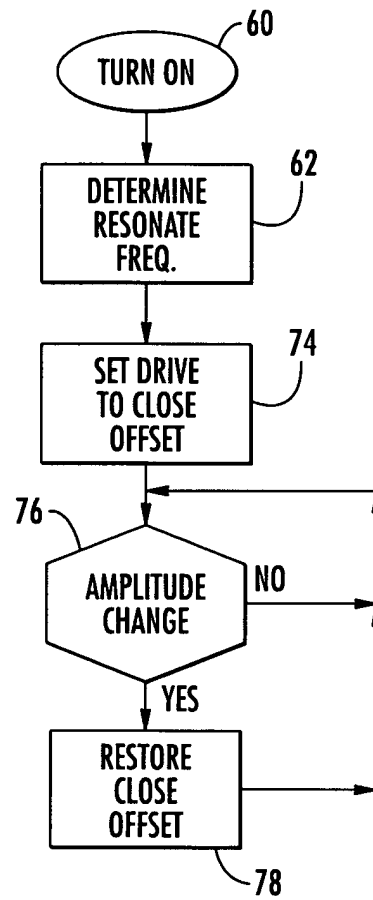 60
TURN ON
62
DETERMINE
RESONATE
FREQ.
74
SET DRIVE
TO CLOSE
OFFSET
76
AMPLITUDE
CHANGE
NO
YES
RESTORE
CLOSE
OFFSET
78